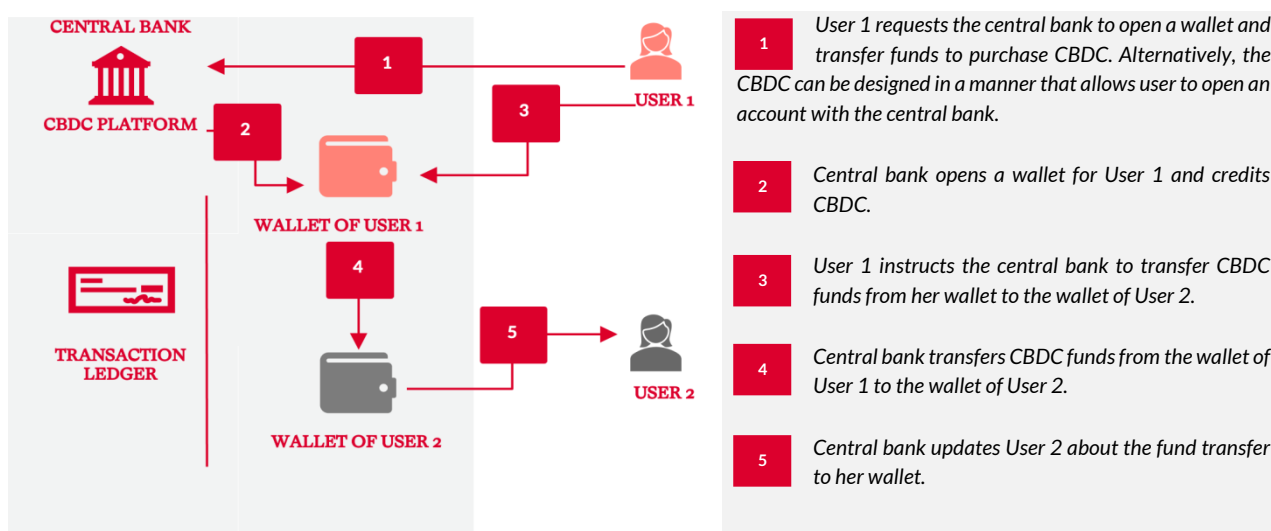 CENTRAL BANK
CBDC PLATFORM
1
USER 1
2
3
WALLET OF USER 1
4
TRANSACTION
LEDGER
5
USER 2
WALLET OF USER 2
1
User 1 requests the central bank to open a wallet and
transfer funds to purchase CBDC. Alternatively, the
CBDC can be designed in a manner that allows user to open an
account with the central bank.
2
Central bank opens a wallet for User 1 and credits
CBDC.
3
User 1 instructs the central bank to transfer CBDC
funds from her wallet to the wallet of User 2.
4
Central bank transfers CBDC funds from the wallet of
User 1 to the wallet of User 2.
5
Central bank updates User 2 about the fund transfer
to her wallet.